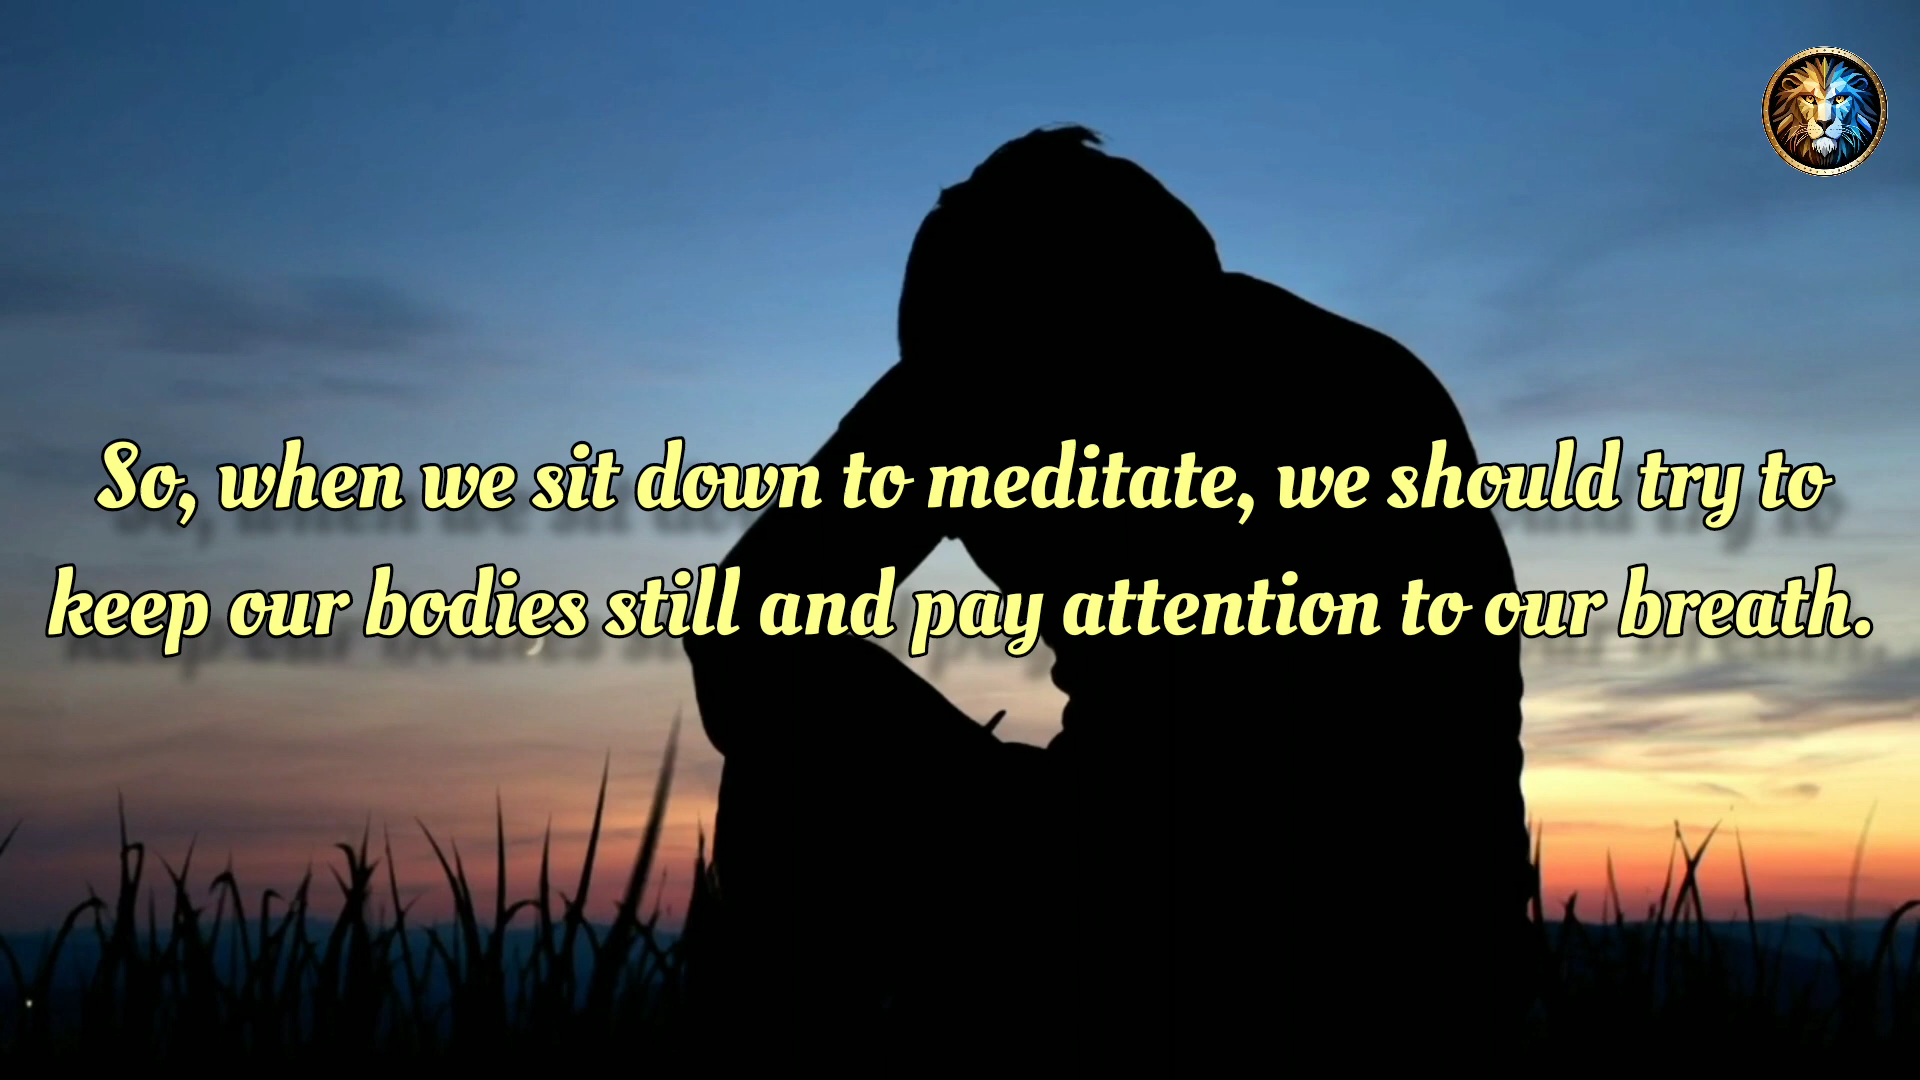 So, when we sit down to meditate, we should try to
keep our bodies still and pay attention to our breath.